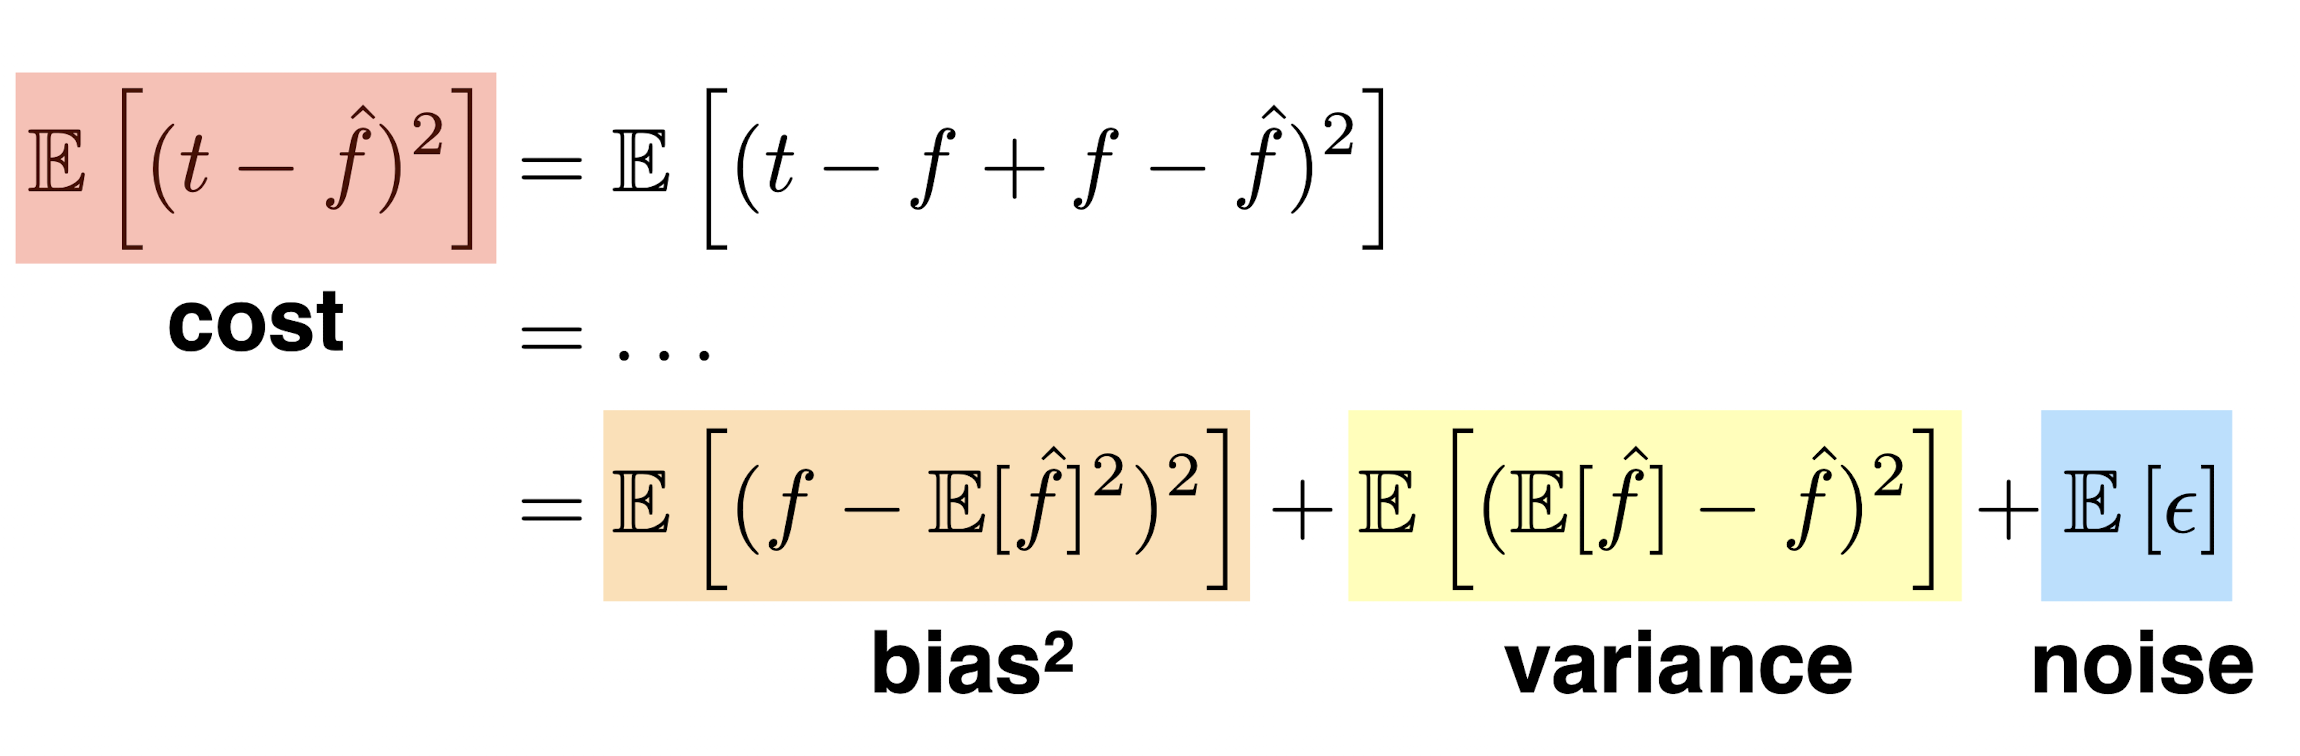 𝔼[(t − f̂)²] = 𝔼[(t − f + f − f̂)²]
cost
= …
= 𝔼[(f − 𝔼[f̂]²)²] + 𝔼[(𝔼[f̂] − f̂)²] + 𝔼[ϵ]
bias² variance noise